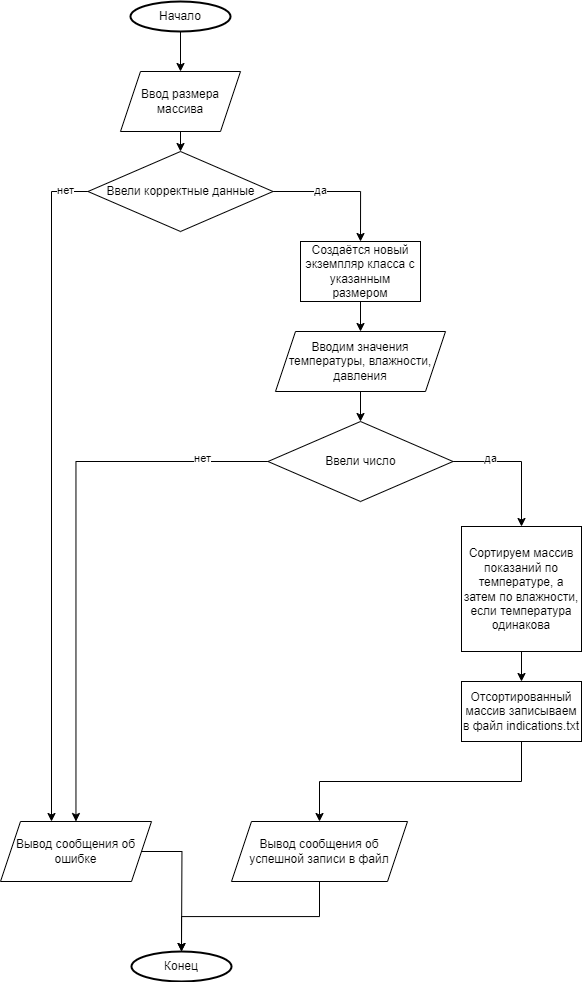 Начало
Ввод размера
массива
нет
Ввели корректные данные
да
Создаётся новый
экземпляр класса с
указанным
размером
Вводим значения
температуры, влажности,
давления
нет
Ввели число
да
Сортируем массив
показаний по
температуре, а
затем по влажности,
если температура
одинакова
Отсортированный
массив записываем
в файл indications.txt
Вывод сообщения об
ошибке
Вывод сообщения об
успешной записи в файл
Конец